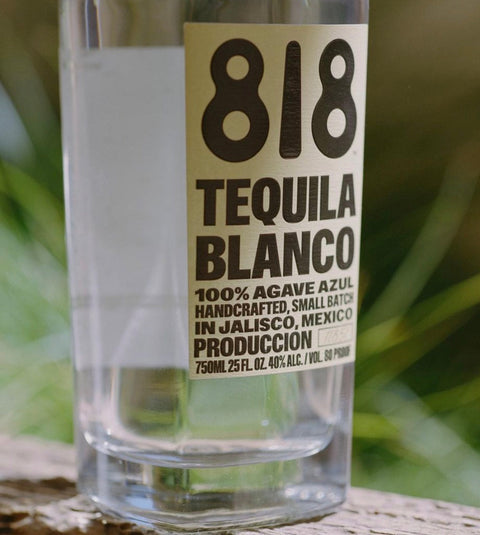 818
TEQUILA
BLANCO
100% AGAVE AZUL
HANDCRAFTED, SMALL BATCH
IN JALISCO, MEXICO
PRODUCCION
750ML 25 FL. OZ. 40% ALC. / VOL. 80 PROOF